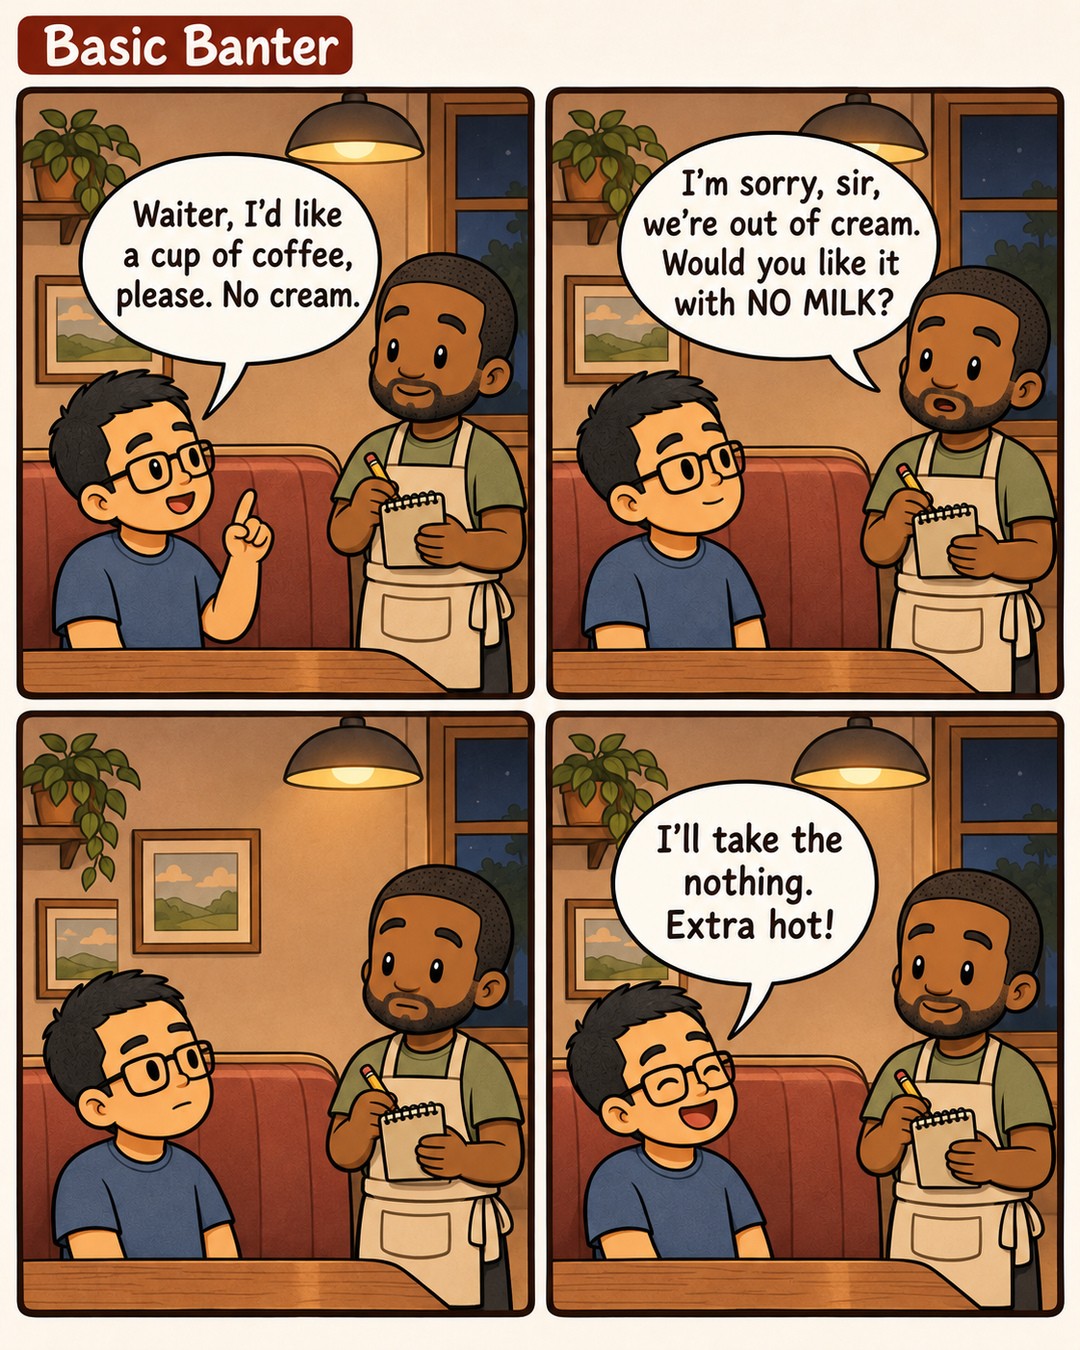 Basic Banter
Waiter, I’d like
a cup of coffee,
please. No cream.
I’m sorry, sir,
we’re out of cream.
Would you like it
with NO MILK?
I’ll take the
nothing.
Extra hot!